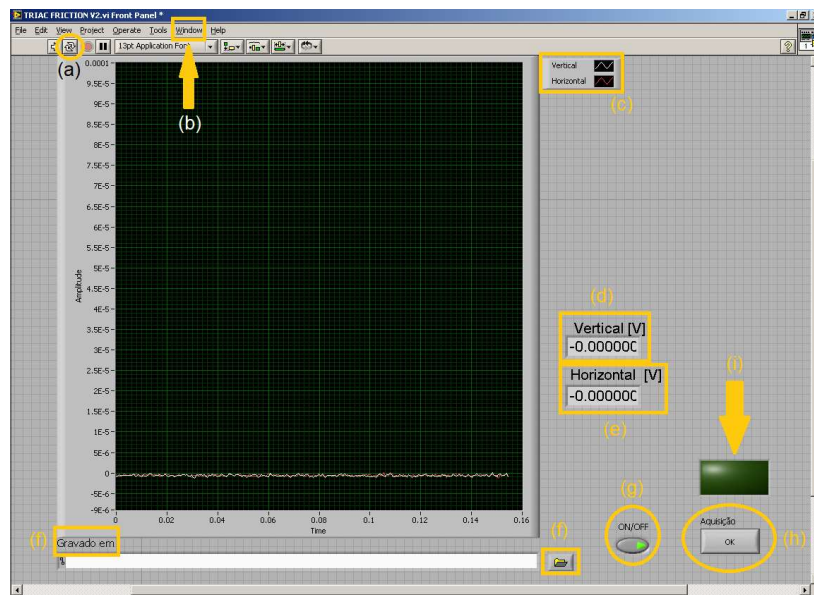 TRIAC FRICTION V2.vi Front Panel *
File Edit View Project Operate Tools Window Help
13pt Application Font
(a)
(b)
0.0001
9.5E-5
9E-5
8.5E-5
8E-5
7.5E-5
7E-5
6.5E-5
6E-5
5.5E-5
5E-5
4.5E-5
4E-5
3.5E-5
3E-5
2.5E-5
2E-5
1.5E-5
1E-5
5E-6
0
-5E-6
-9E-6
Amplitude
0 0.02 0.04 0.06 0.08 0.1 0.12 0.14 0.16
Time
Vertical
Horizontal
(c)
(d)
Vertical [V]
-0.00000C
Horizontal [V]
-0.00000C
(e)
(i)
(g)
ON/OFF
Aquisição
OK
(h)
(f)
Gravado em
(f)